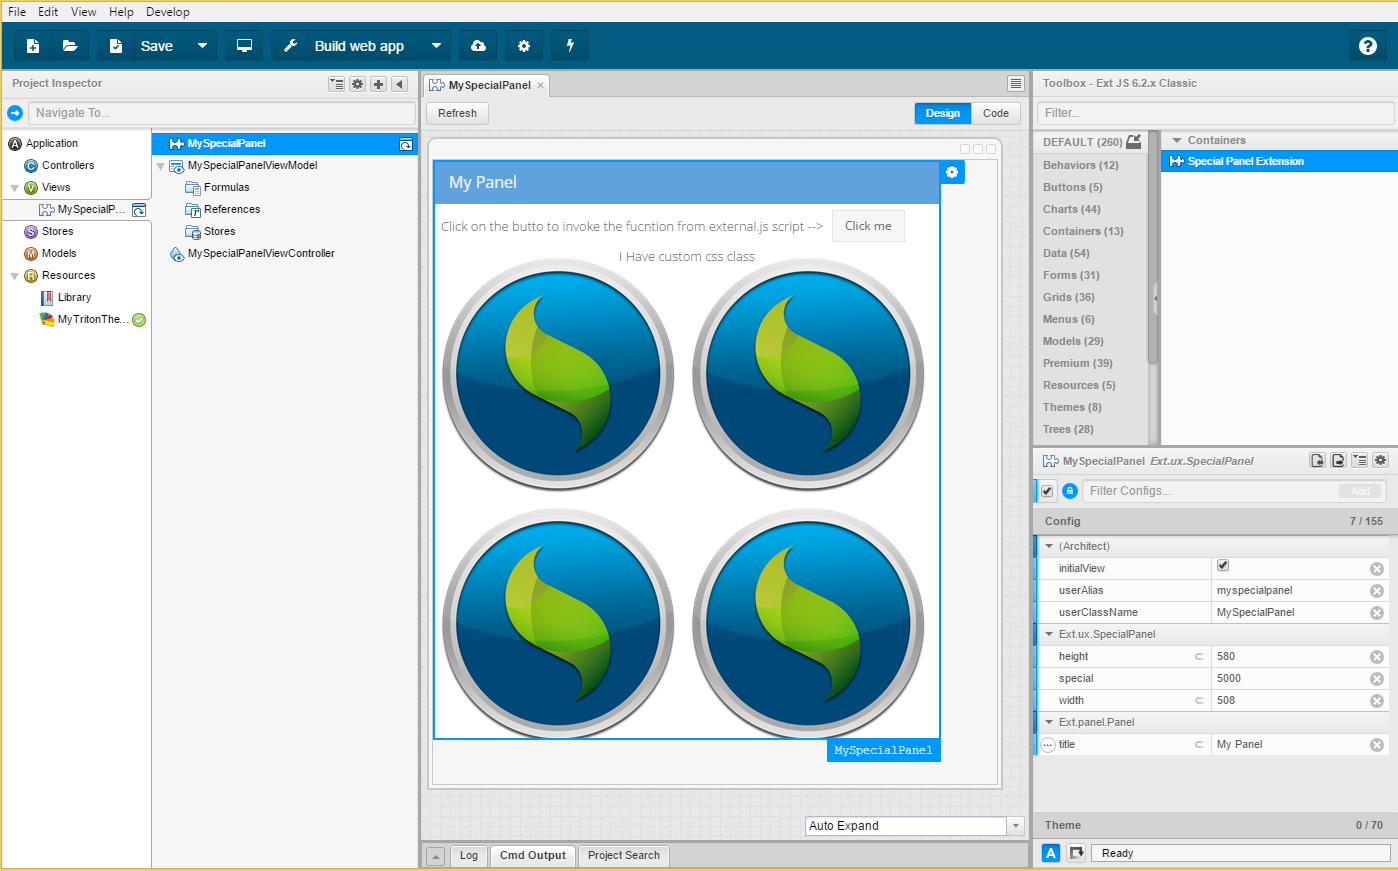 File Edit View Help Develop
Save Build web app
Project Inspector
Navigate To...
Application
Controllers
Views
MySpecialP...
Stores
Models
Resources
Library
MyTritonThe...
MySpecialPanel
MySpecialPanelViewModel
Formulas
References
Stores
MySpecialPanelViewController
MySpecialPanel
Refresh Design Code
My Panel
Click on the butto to invoke the fucntion from external.js script --> Click me
I Have custom css class
MySpecialPanel
Auto Expand
Log Cmd Output Project Search
Toolbox - Ext JS 6.2.x Classic
Filter...
DEFAULT (260)
Behaviors (12)
Buttons (5)
Charts (44)
Containers (13)
Data (54)
Forms (31)
Grids (36)
Menus (6)
Models (29)
Premium (39)
Resources (5)
Themes (8)
Trees (28)
Containers
Special Panel Extension
MySpecialPanel Ext.ux.SpecialPanel
Filter Configs... Add
Config 7 / 155
(Architect)
initialView
userAlias myspecialpanel
userClassName MySpecialPanel
Ext.ux.SpecialPanel
height 580
special 5000
width 508
Ext.panel.Panel
title My Panel
Theme 0 / 70
A Ready